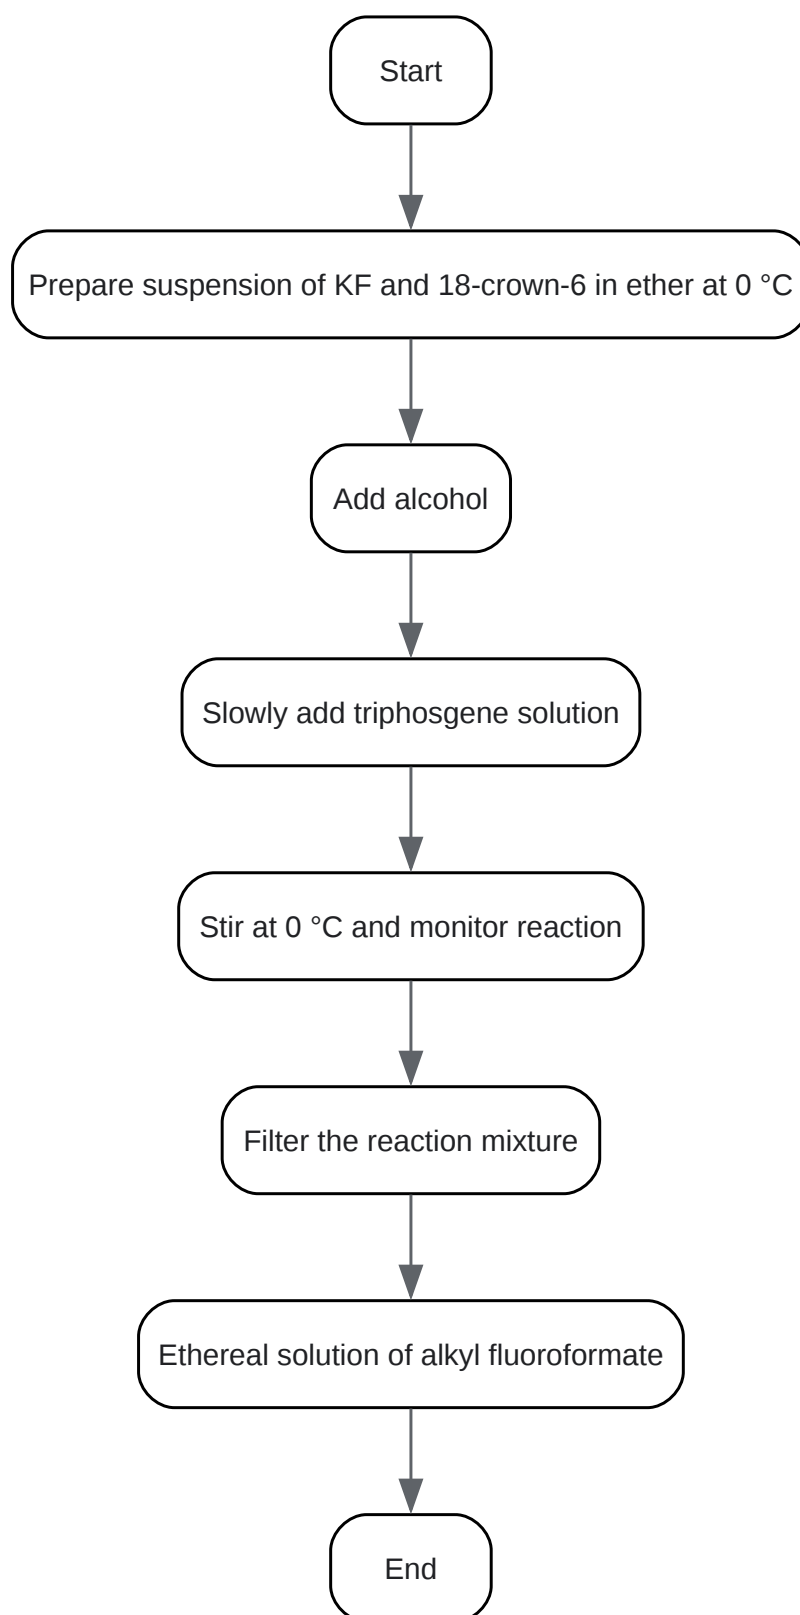 Start
Prepare suspension of KF and 18-crown-6 in ether at 0 °C
Add alcohol
Slowly add triphosgene solution
Stir at 0 °C and monitor reaction
Filter the reaction mixture
Ethereal solution of alkyl fluoroformate
End